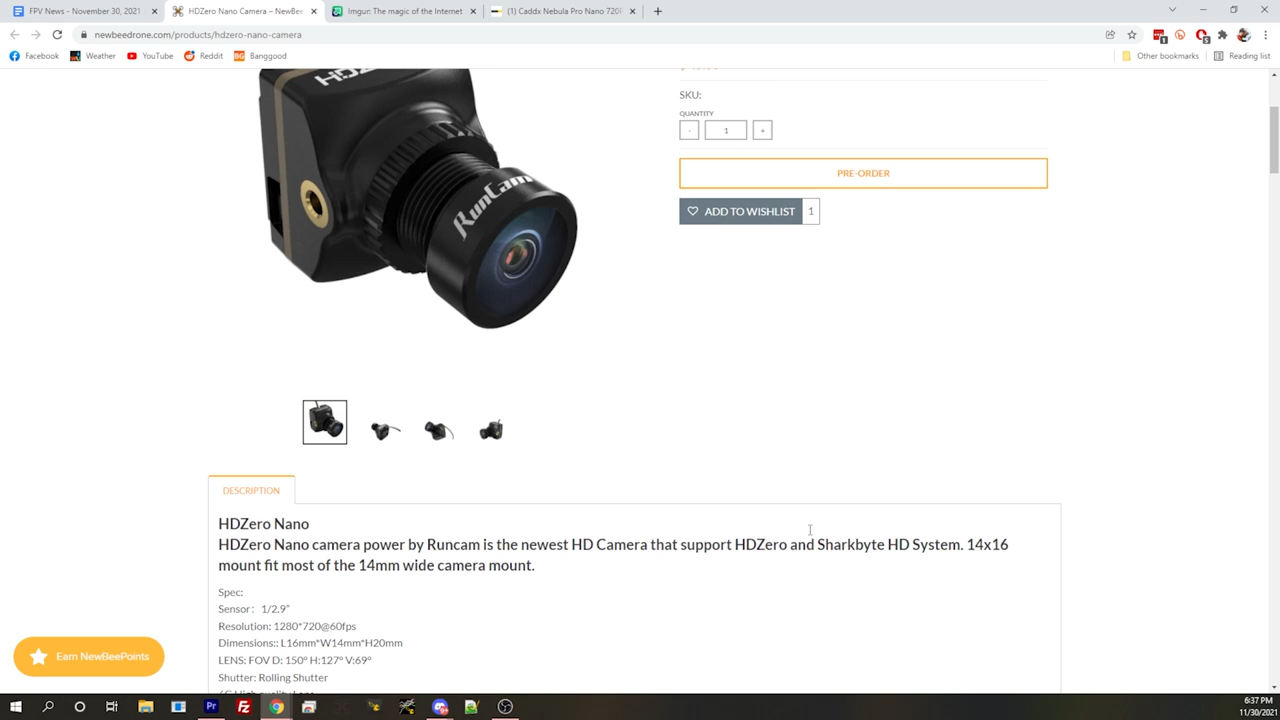 FPV News - November 30, 2021
HDZero Nano Camera – NewBee
Imgur: The magic of the Internet
(1) Caddx Nebula Pro Nano 720P
newbeedrone.com/products/hdzero-nano-camera
Facebook
Weather
YouTube
Reddit
BG Banggood
Other bookmarks
Reading list
HDZ
RunCam
SKU:
QUANTITY
- 1 +
PRE-ORDER
ADD TO WISHLIST 1
DESCRIPTION
HDZero Nano
HDZero Nano camera power by Runcam is the newest HD Camera that support HDZero and Sharkbyte HD System. 14x16
mount fit most of the 14mm wide camera mount.
Spec:
Sensor： 1/2.9”
Resolution: 1280*720@60fps
Dimensions:: L16mm*W14mm*H20mm
LENS: FOV D: 150° H:127° V:69°
Shutter: Rolling Shutter
Earn NewBeePoints
6:37 PM
11/30/2021